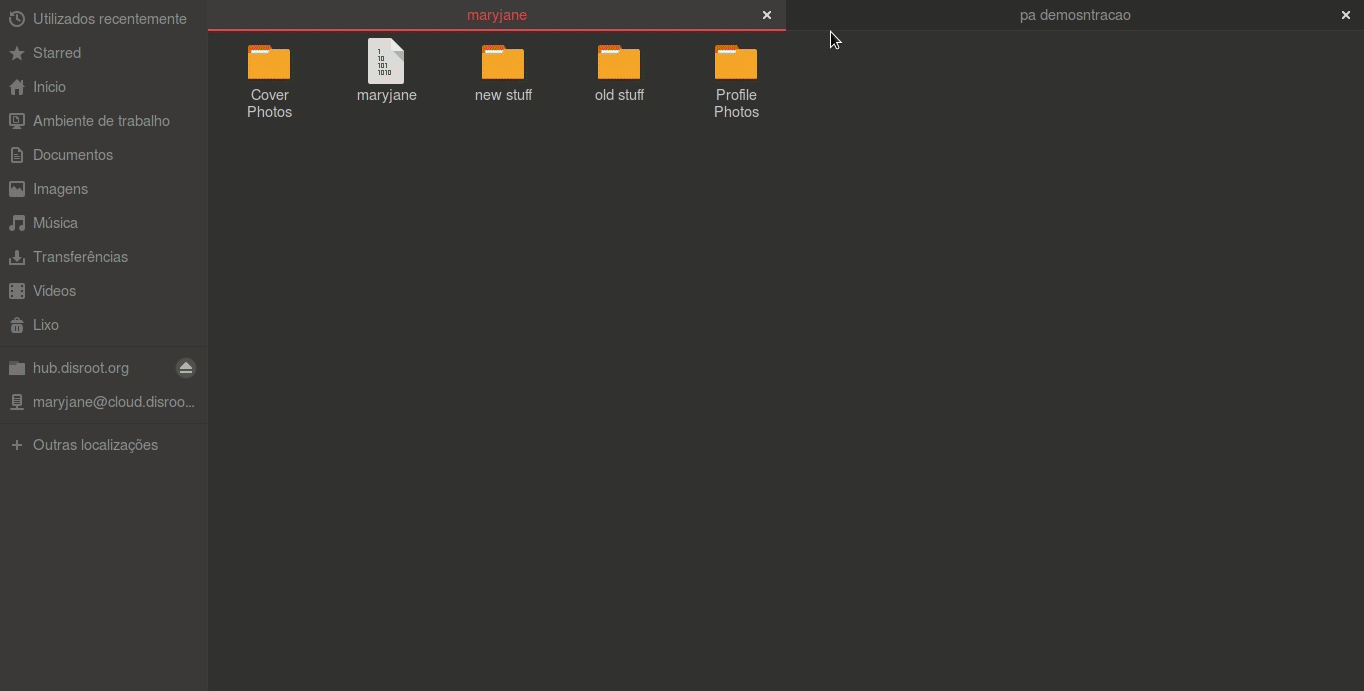 Utilizados recentemente
Starred
Início
Ambiente de trabalho
Documentos
Imagens
Música
Transferências
Videos
Lixo
hub.disroot.org
maryjane@cloud.disroo...
Outras localizações
maryjane
pa demosntracao
Cover
Photos
maryjane
new stuff
old stuff
Profile
Photos
1
10
101
1010